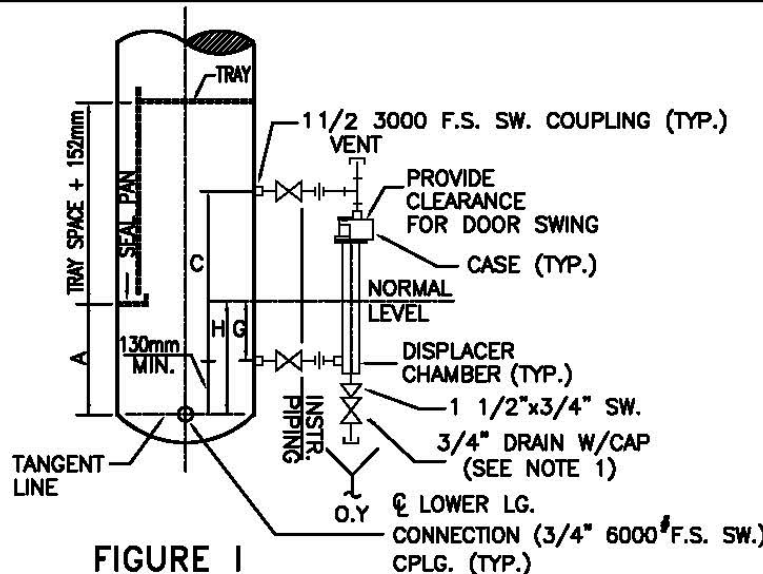 TRAY
1 1/2 3000 F.S. SW. COUPLING (TYP.)
VENT
PROVIDE
CLEARANCE
FOR DOOR SWING
CASE (TYP.)
TRAY SPACE + 152mm
SEAL PAN
C
NORMAL
LEVEL
H
G
A
130mm
MIN.
DISPLACER
CHAMBER (TYP.)
1 1/2"x3/4" SW.
INSTR.
PIPING
3/4" DRAIN W/CAP
(SEE NOTE 1)
TANGENT
LINE
O.Y
℄ LOWER LG.
CONNECTION (3/4" 6000# F.S. SW.)
CPLG. (TYP.)
FIGURE I